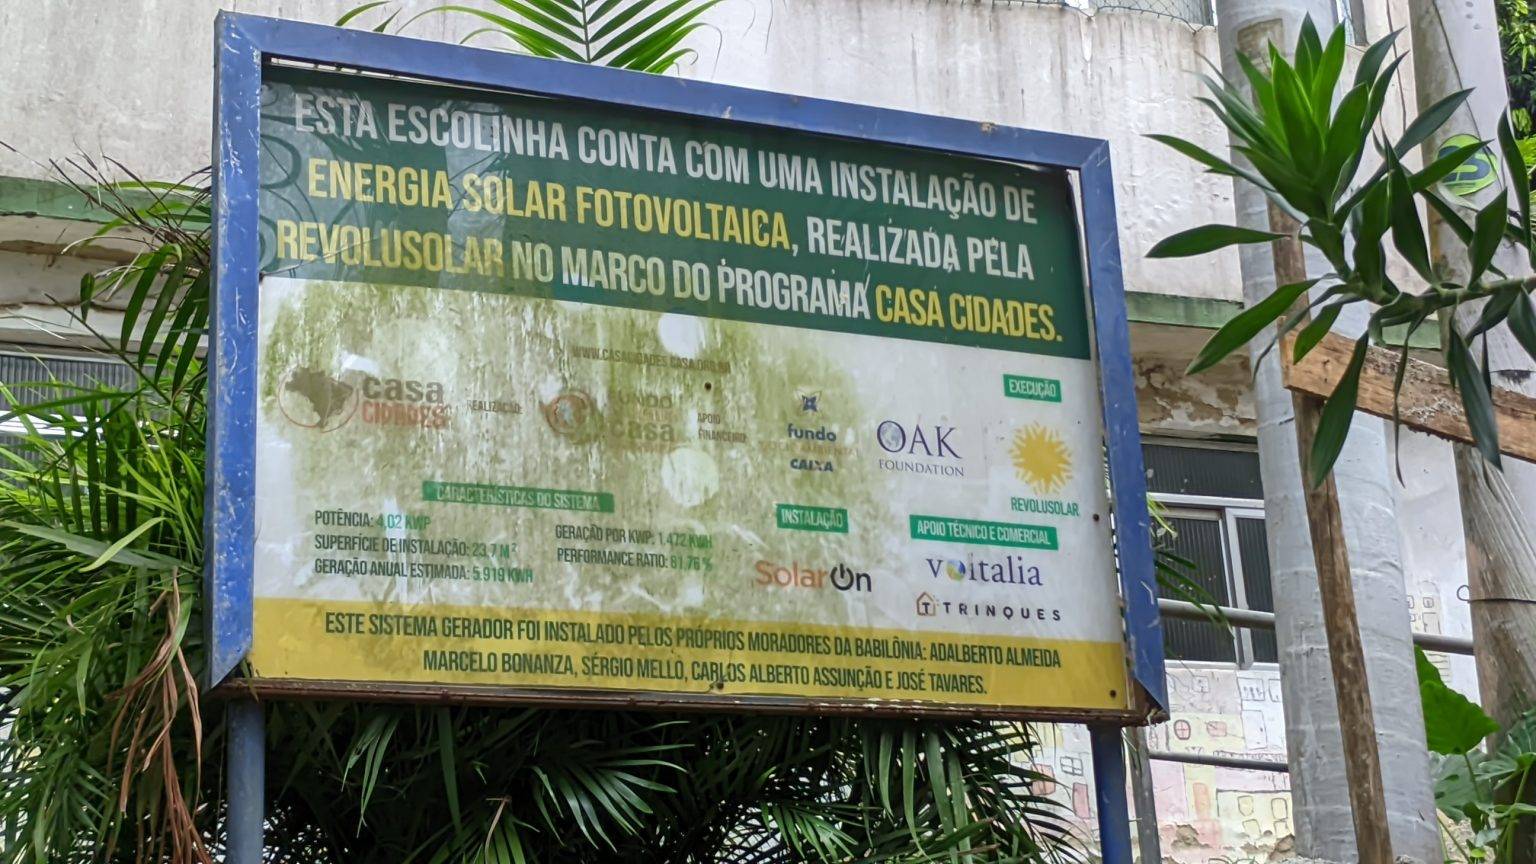 ESTA ESCOLINHA CONTA COM UMA INSTALAÇÃO DE
ENERGIA SOLAR FOTOVOLTAICA, REALIZADA PELA
REVOLUSOLAR NO MARCO DO PROGRAMA CASA CIDADES.
casa
CIDADES
REALIZAÇÃO:
FUNDO
casa
APOIO
FINANCEIRO
fundo
CAIXA
OAK
FOUNDATION
EXECUÇÃO
REVOLUSOLAR
CARACTERÍSTICAS DO SISTEMA
POTÊNCIA: 4,02 KWP
SUPERFÍCIE DE INSTALAÇÃO: 23,7 M²
GERAÇÃO ANUAL ESTIMADA: 5.919 KWH
GERAÇÃO POR KWP: 1.472 KWH
PERFORMANCE RATIO: 81,76 %
INSTALAÇÃO
SolarOn
APOIO TÉCNICO E COMERCIAL
voltalia
TRINQUES
ESTE SISTEMA GERADOR FOI INSTALADO PELOS PRÓPRIOS MORADORES DA BABILÔNIA: ADALBERTO ALMEIDA
MARCELO BONANZA, SÉRGIO MELLO, CARLOS ALBERTO ASSUNÇÃO E JOSÉ TAVARES.